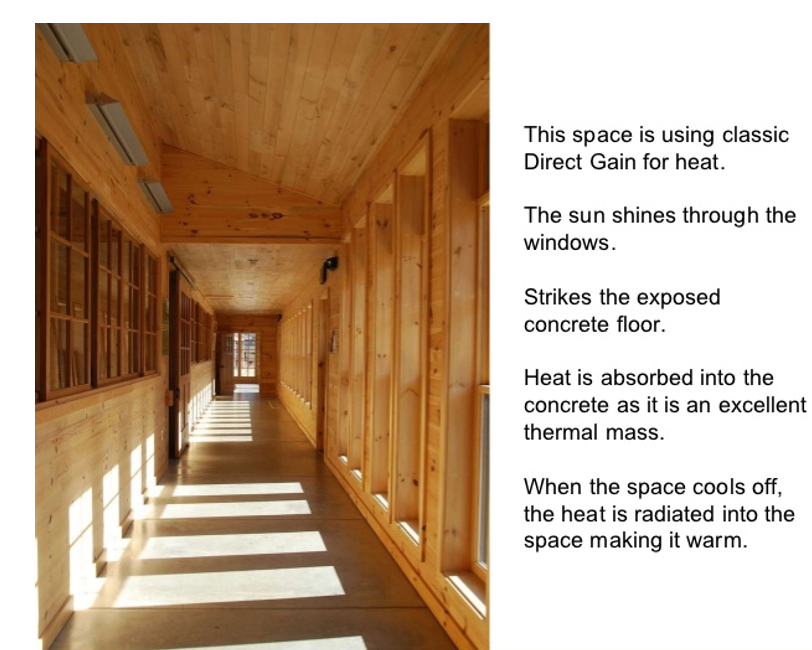 This space is using classic
Direct Gain for heat.
The sun shines through the
windows.
Strikes the exposed
concrete floor.
Heat is absorbed into the
concrete as it is an excellent
thermal mass.
When the space cools off,
the heat is radiated into the
space making it warm.